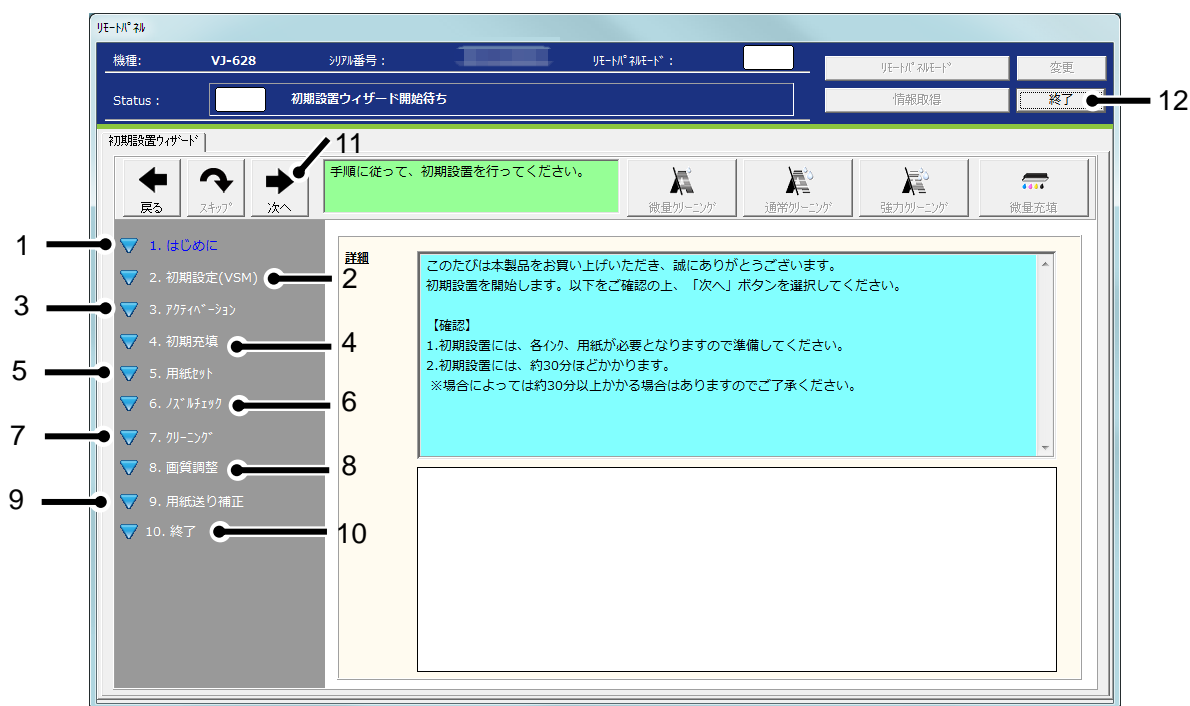 ﾘﾓｰﾄﾊﾟﾈﾙ
機種: VJ-628 ｼﾘｱﾙ番号 : ﾘﾓｰﾄﾊﾟﾈﾙﾓｰﾄﾞ :
ﾘﾓｰﾄﾊﾟﾈﾙﾓｰﾄﾞ 変更
Status : 初期設置ウィザード開始待ち
情報取得 終了 12
初期設置ｳｨｻﾞｰﾄﾞ
11
戻る ｽｷｯﾌﾟ 次へ
手順に従って、初期設置を行ってください。
微量ｸﾘｰﾆﾝｸﾞ 通常ｸﾘｰﾆﾝｸﾞ 強力ｸﾘｰﾆﾝｸﾞ 微量充填
1 1. はじめに
2. 初期設定(VSM) 2
3 3. ｱｸﾃｨﾍﾞｰｼｮﾝ
4. 初期充填 4
5 5. 用紙ｾｯﾄ
6. ﾉｽﾞﾙﾁｪｯｸ 6
7 7. ｸﾘｰﾆﾝｸﾞ
8. 画質調整 8
9 9. 用紙送り補正
10. 終了 10
詳細
このたびは本製品をお買い上げいただき、誠にありがとうございます。
初期設置を開始します。以下をご確認の上、「次へ」ボタンを選択してください。
【確認】
1.初期設置には、各ｲﾝｸ、用紙が必要となりますので準備してください。
2.初期設置には、約30分ほどかかります。
※場合によっては約30分以上かかる場合はありますのでご了承ください。